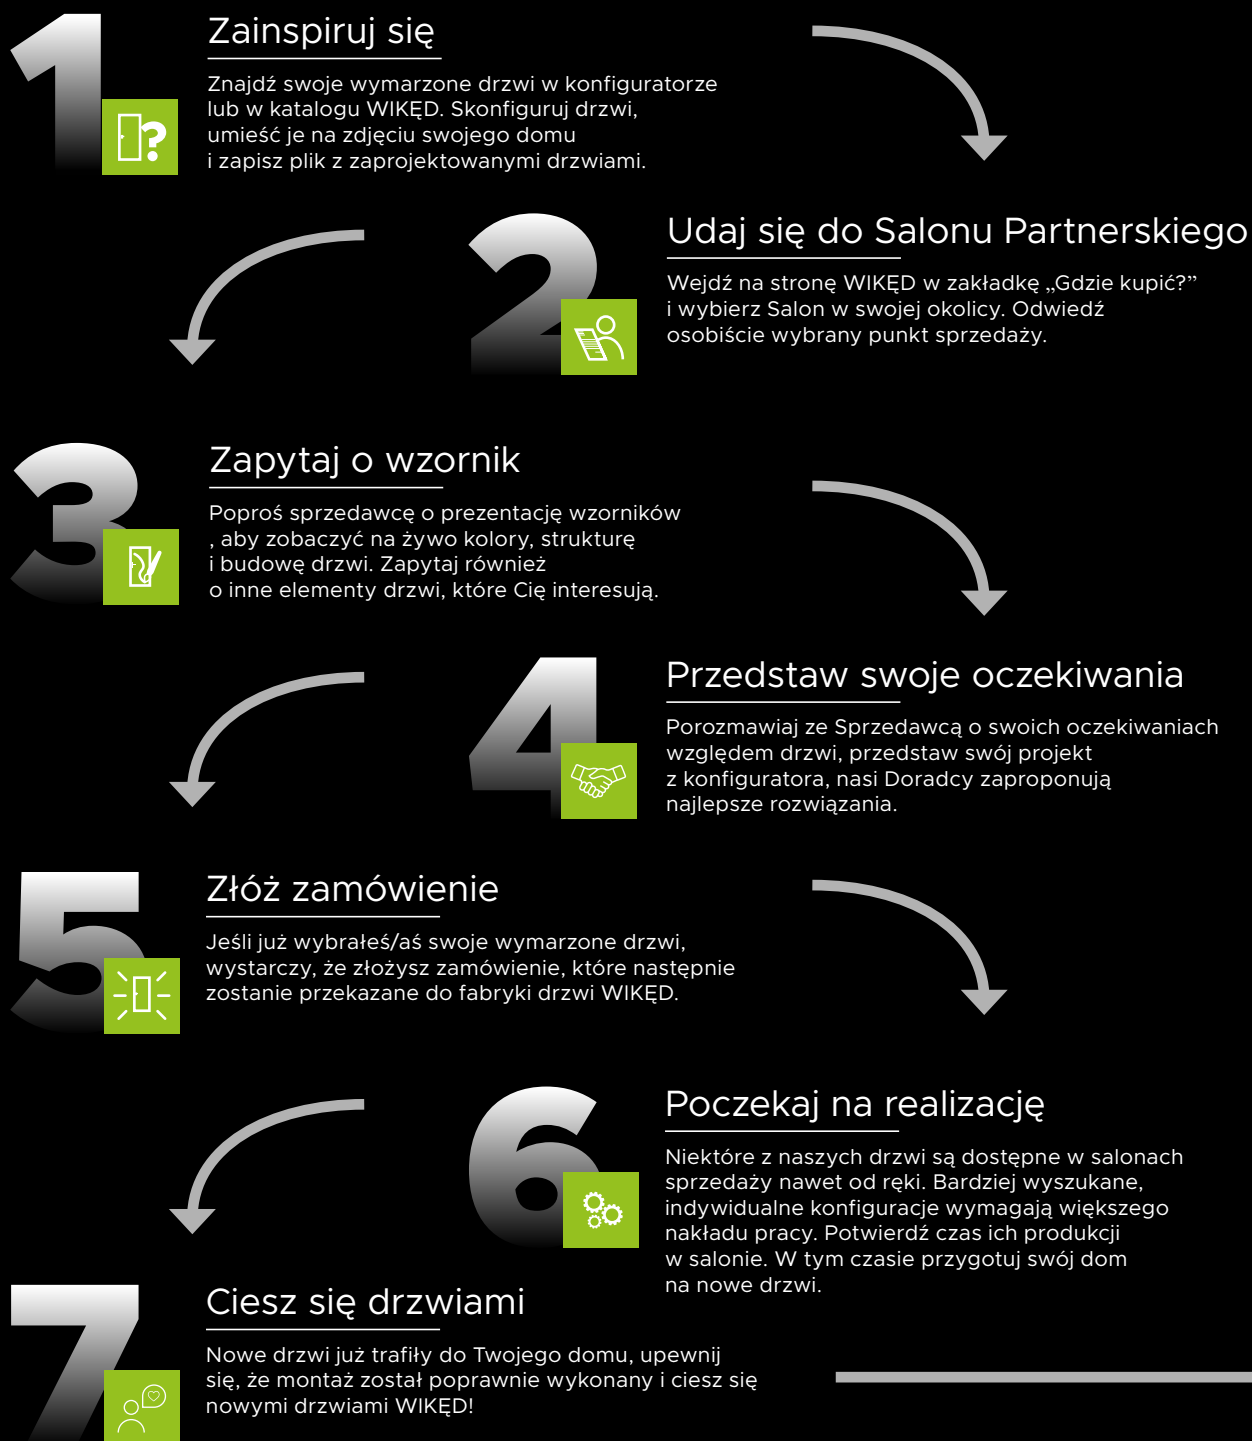 1
Zainspiruj się
Znajdź swoje wymarzone drzwi w konfiguratorze
lub w katalogu WIKĘD. Skonfiguruj drzwi,
umieść je na zdjęciu swojego domu
i zapisz plik z zaprojektowanymi drzwiami.
?
2
Udaj się do Salonu Partnerskiego
Wejdź na stronę WIKĘD w zakładkę „Gdzie kupić?”
i wybierz Salon w swojej okolicy. Odwiedź
osobiście wybrany punkt sprzedaży.
3
Zapytaj o wzornik
Poproś sprzedawcę o prezentację wzorników
, aby zobaczyć na żywo kolory, strukturę
i budowę drzwi. Zapytaj również
o inne elementy drzwi, które Cię interesują.
4
Przedstaw swoje oczekiwania
Porozmawiaj ze Sprzedawcą o swoich oczekiwaniach
względem drzwi, przedstaw swój projekt
z konfiguratora, nasi Doradcy zaproponują
najlepsze rozwiązania.
5
Złóż zamówienie
Jeśli już wybrałeś/aś swoje wymarzone drzwi,
wystarczy, że złożysz zamówienie, które następnie
zostanie przekazane do fabryki drzwi WIKĘD.
6
Poczekaj na realizację
Niektóre z naszych drzwi są dostępne w salonach
sprzedaży nawet od ręki. Bardziej wyszukane,
indywidualne konfiguracje wymagają większego
nakładu pracy. Potwierdź czas ich produkcji
w salonie. W tym czasie przygotuj swój dom
na nowe drzwi.
7
Ciesz się drzwiami
Nowe drzwi już trafiły do Twojego domu, upewnij
się, że montaż został poprawnie wykonany i ciesz się
nowymi drzwiami WIKĘD!